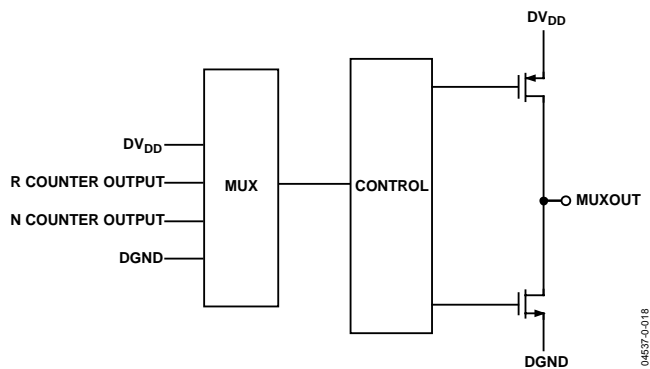 DVDD
DVDD
R COUNTER OUTPUT
N COUNTER OUTPUT
DGND
MUX
CONTROL
MUXOUT
DGND
04537-0-018